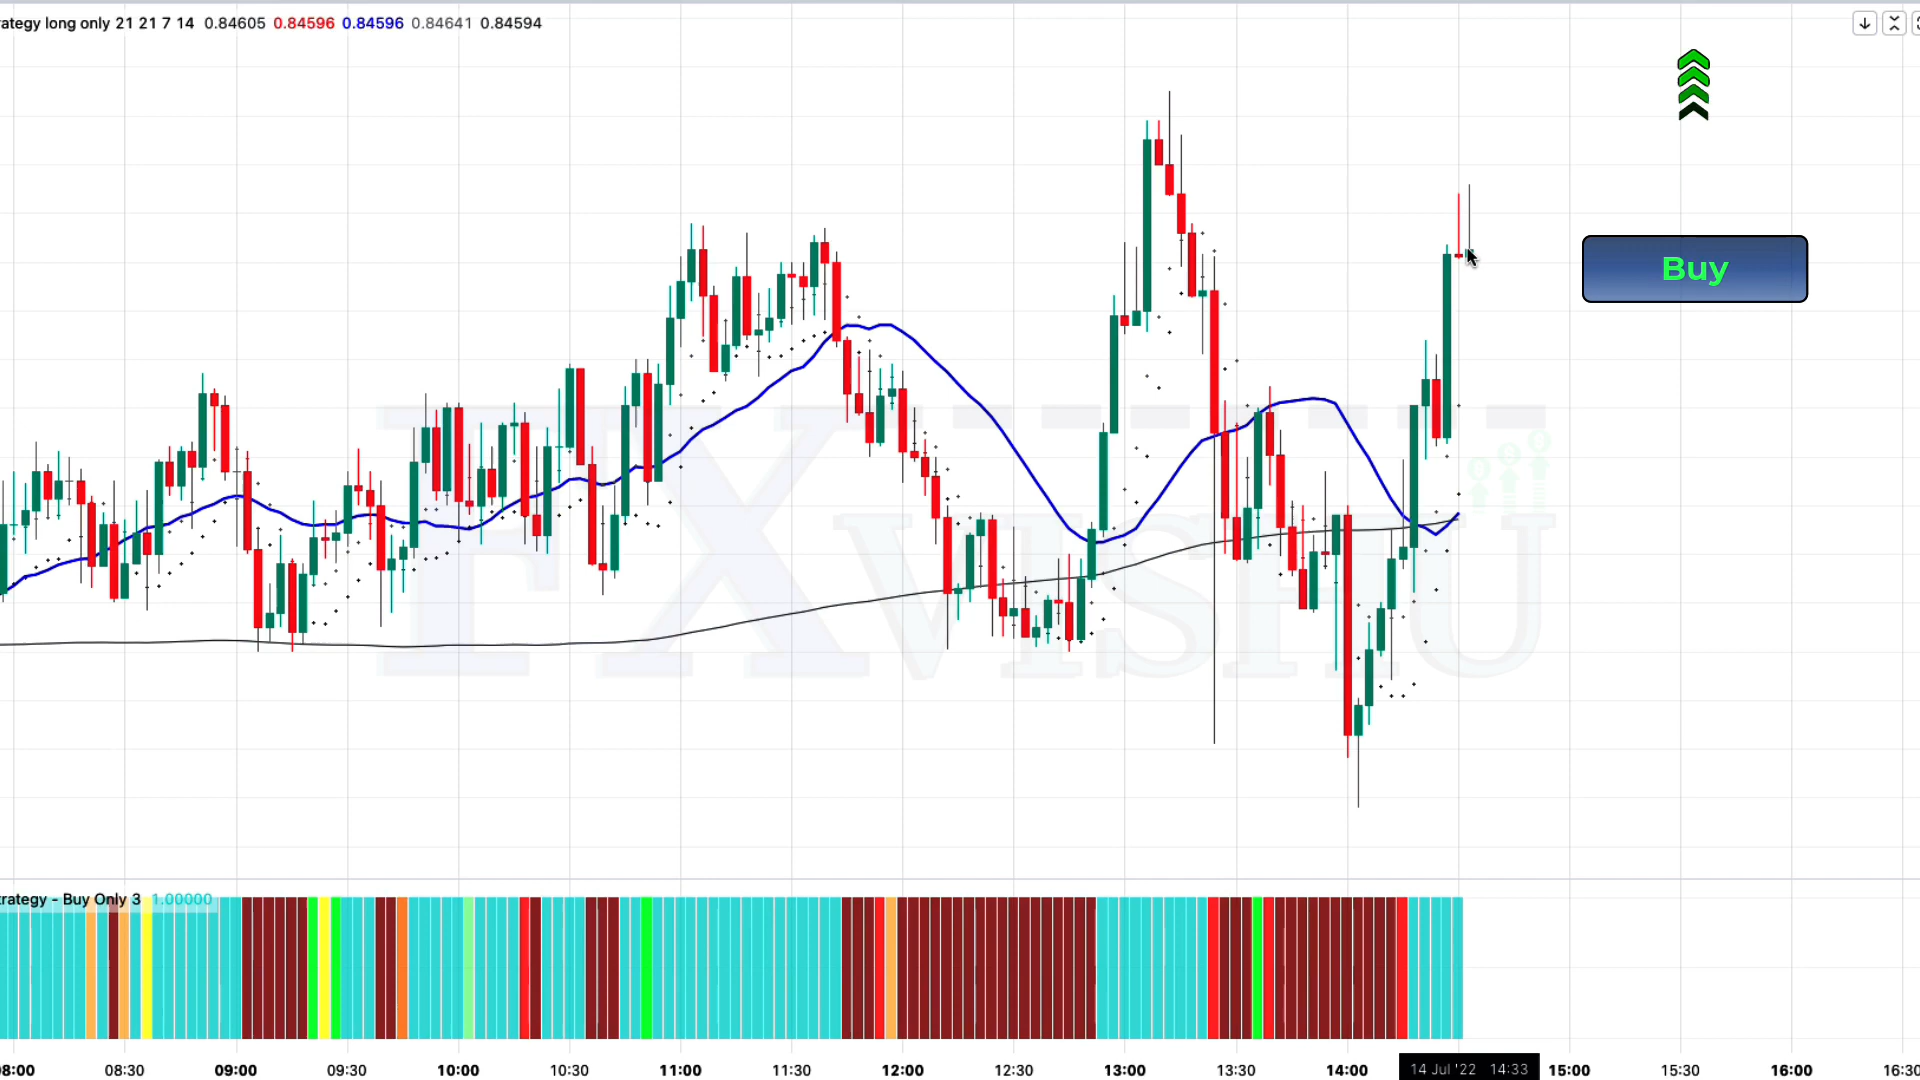 rategy long only 21 21 7 14 0.84605 0.84596 0.84596 0.84641 0.84594
Buy
FXVISHU
trategy - Buy Only 3 1.00000
08:00 08:30 09:00 09:30 10:00 10:30 11:00 11:30 12:00 12:30 13:00 13:30 14:00 14 Jul '22 14:33 15:00 15:30 16:00 16:30